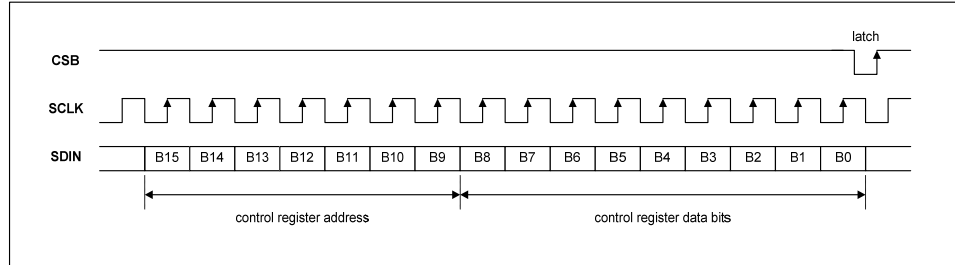 latch
CSB
SCLK
SDIN B15 B14 B13 B12 B11 B10 B9 B8 B7 B6 B5 B4 B3 B2 B1 B0
control register address control register data bits